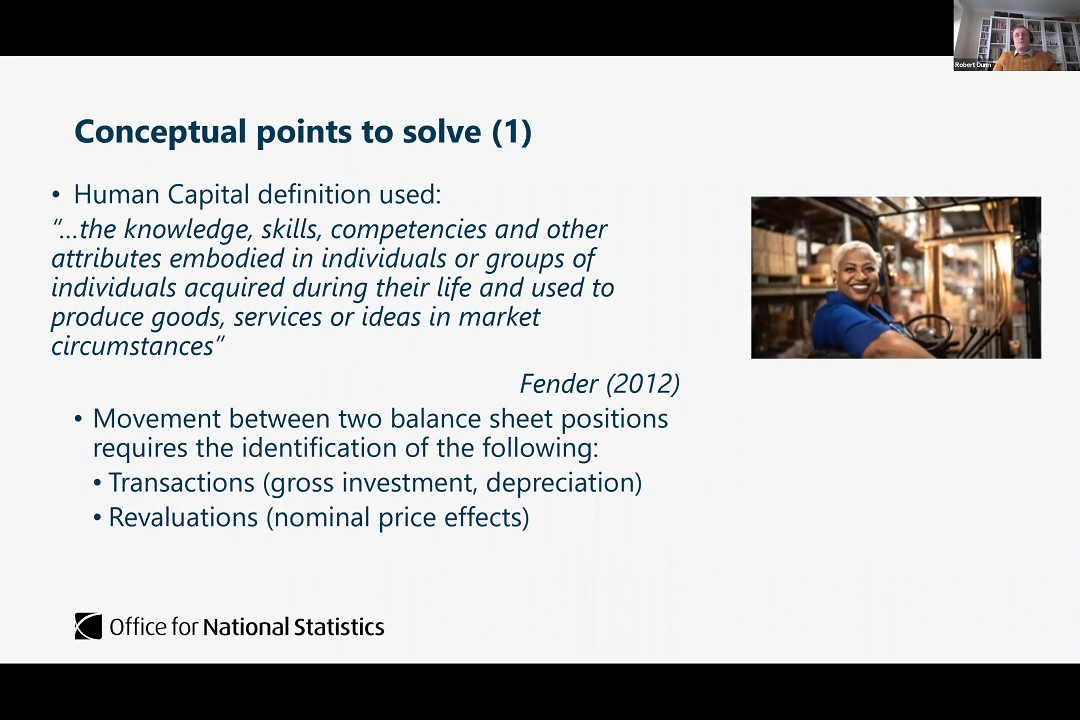 Robert Dunn
Conceptual points to solve (1)
• Human Capital definition used:
“…the knowledge, skills, competencies and other
attributes embodied in individuals or groups of
individuals acquired during their life and used to
produce goods, services or ideas in market
circumstances”
Fender (2012)
• Movement between two balance sheet positions
requires the identification of the following:
• Transactions (gross investment, depreciation)
• Revaluations (nominal price effects)
Office for National Statistics